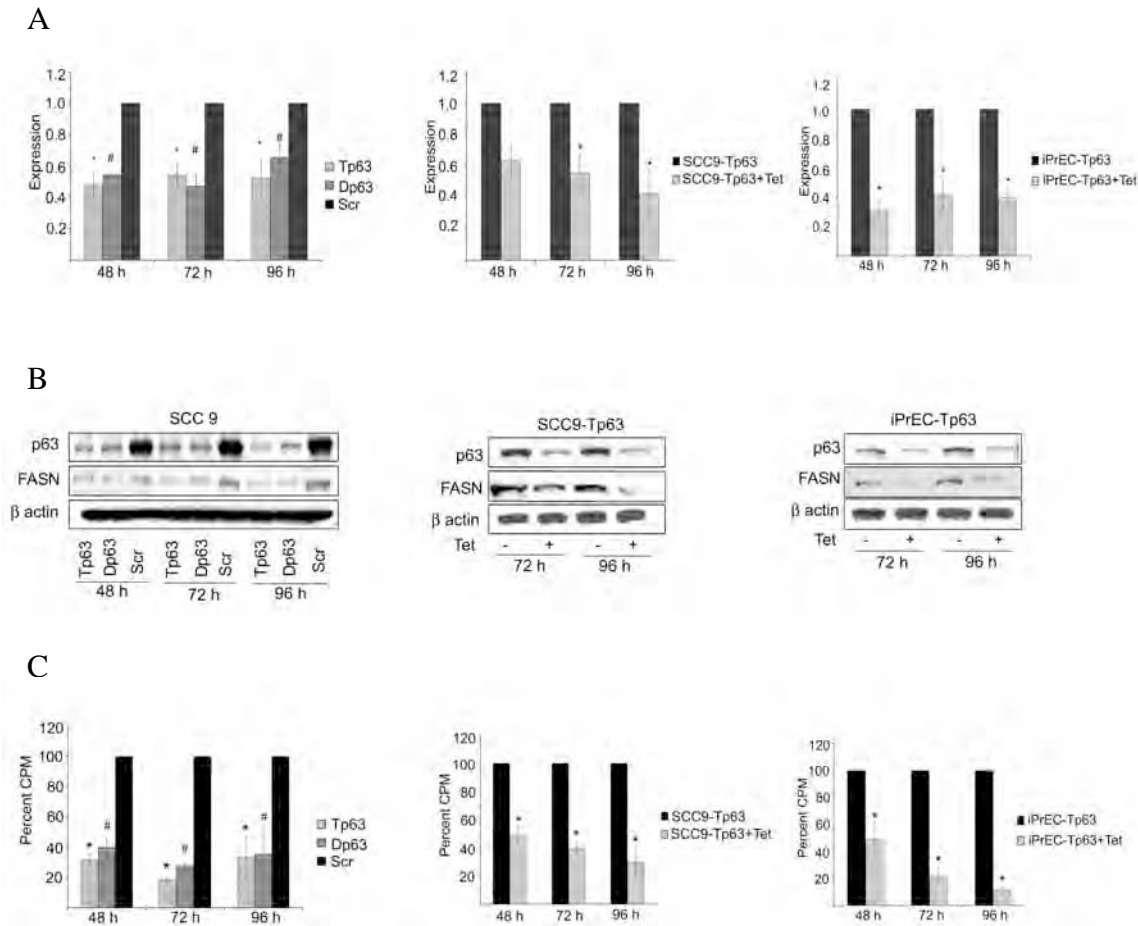 A
1.2
1.0
0.8
0.6
0.4
0.2
Expression
* # * # * #
48 h 72 h 96 h
Tp63
Dp63
Scr
1.2
1.0
0.8
0.6
0.4
0.2
Expression
* *
48 h 72 h 96 h
SCC9-Tp63
SCC9-Tp63+Tet
1.2
1.0
0.8
0.6
0.4
0.2
Expression
* * *
48 h 72 h 96 h
iPrEC-Tp63
iPrEC-Tp63+Tet
B
SCC 9
p63
FASN
β actin
Tp63 Dp63 Scr Tp63 Dp63 Scr Tp63 Dp63 Scr
48 h 72 h 96 h
SCC9-Tp63
p63
FASN
β actin
Tet - + - +
72 h 96 h
iPrEC-Tp63
p63
FASN
β actin
Tet - + - +
72 h 96 h
C
120
100
80
60
40
20
Percent CPM
* # * # * #
48 h 72 h 96 h
Tp63
Dp63
Scr
120
100
80
60
40
20
Percent CPM
* * *
48 h 72 h 96 h
SCC9-Tp63
SCC9-Tp63+Tet
120
100
80
60
40
20
Percent CPM
* * *
48 h 72 h 96 h
iPrEC-Tp63
iPrEC-Tp63+Tet